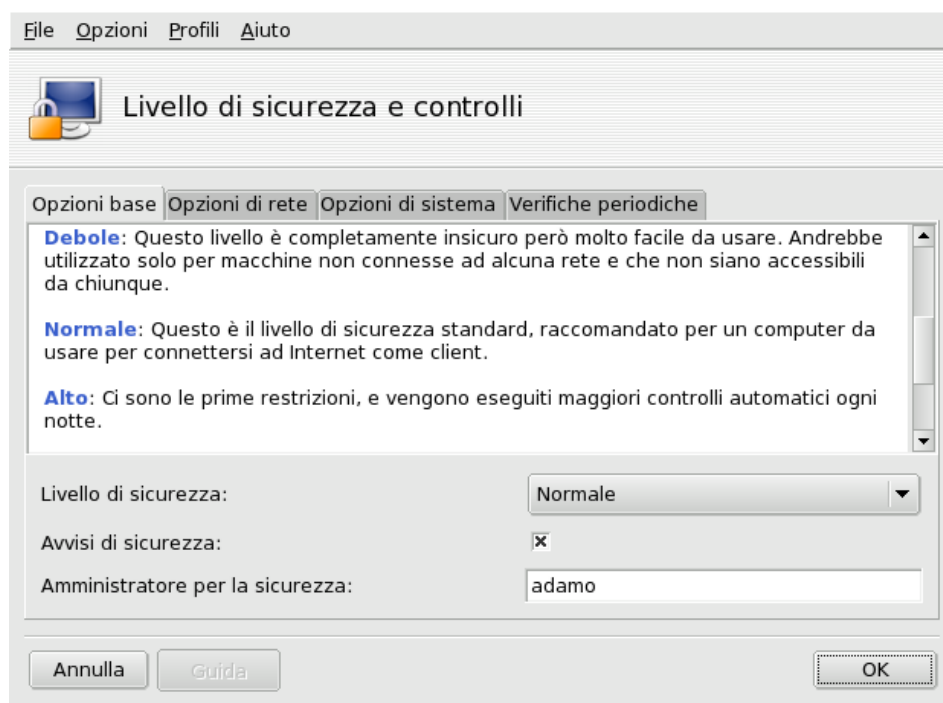 File Opzioni Profili Aiuto
Livello di sicurezza e controlli
Opzioni base Opzioni di rete Opzioni di sistema Verifiche periodiche
Debole: Questo livello è completamente insicuro però molto facile da usare. Andrebbe
utilizzato solo per macchine non connesse ad alcuna rete e che non siano accessibili
da chiunque.
Normale: Questo è il livello di sicurezza standard, raccomandato per un computer da
usare per connettersi ad Internet come client.
Alto: Ci sono le prime restrizioni, e vengono eseguiti maggiori controlli automatici ogni
notte.
Livello di sicurezza: Normale
Avvisi di sicurezza:
Amministratore per la sicurezza: adamo
Annulla Guida OK